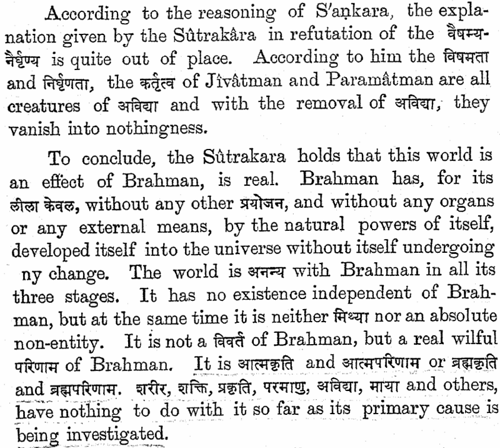 According to the reasoning of S'aṇkara, the expla-
nation given by the Sûtrakâra in refutation of the वैषम्य-
नैर्घृण्य is quite out of place. According to him the विषमता
and निर्घृणता, the कर्तृत्व of Jîvâtman and Paramâtman are all
creatures of अविद्या and with the removal of अविद्या, they
vanish into nothingness.
To conclude, the Sûtrakara holds that this world is
an effect of Brahman, is real. Brahman has, for its
लीला केवल, without any other प्रयोजन, and without any organs
or any external means, by the natural powers of itself,
developed itself into the universe without itself undergoing
ny change. The world is अनन्य with Brahman in all its
three stages. It has no existence independent of Brah-
man, but at the same time it is neither मिथ्या nor an absolute
non-entity. It is not a विवर्त of Brahman, but a real wilful
परिणाम of Brahman. It is आत्मकृति and आत्मपरिणाम or ब्रह्मकृति
and ब्रह्मपरिणाम. शरीर, शक्ति, प्रकृति, परमाणु, अविद्या, माया and others,
have nothing to do with it so far as its primary cause is
being investigated.